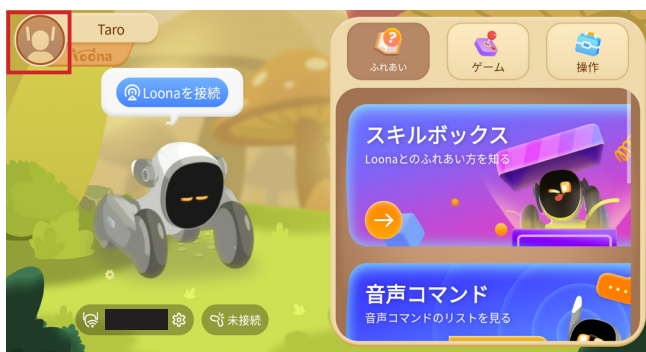 Taro
Loona
Loonaを接続
未接続
ふれあい
ゲーム
操作
スキルボックス
Loonaとのふれあい方を知る
音声コマンド
音声コマンドのリストを見る